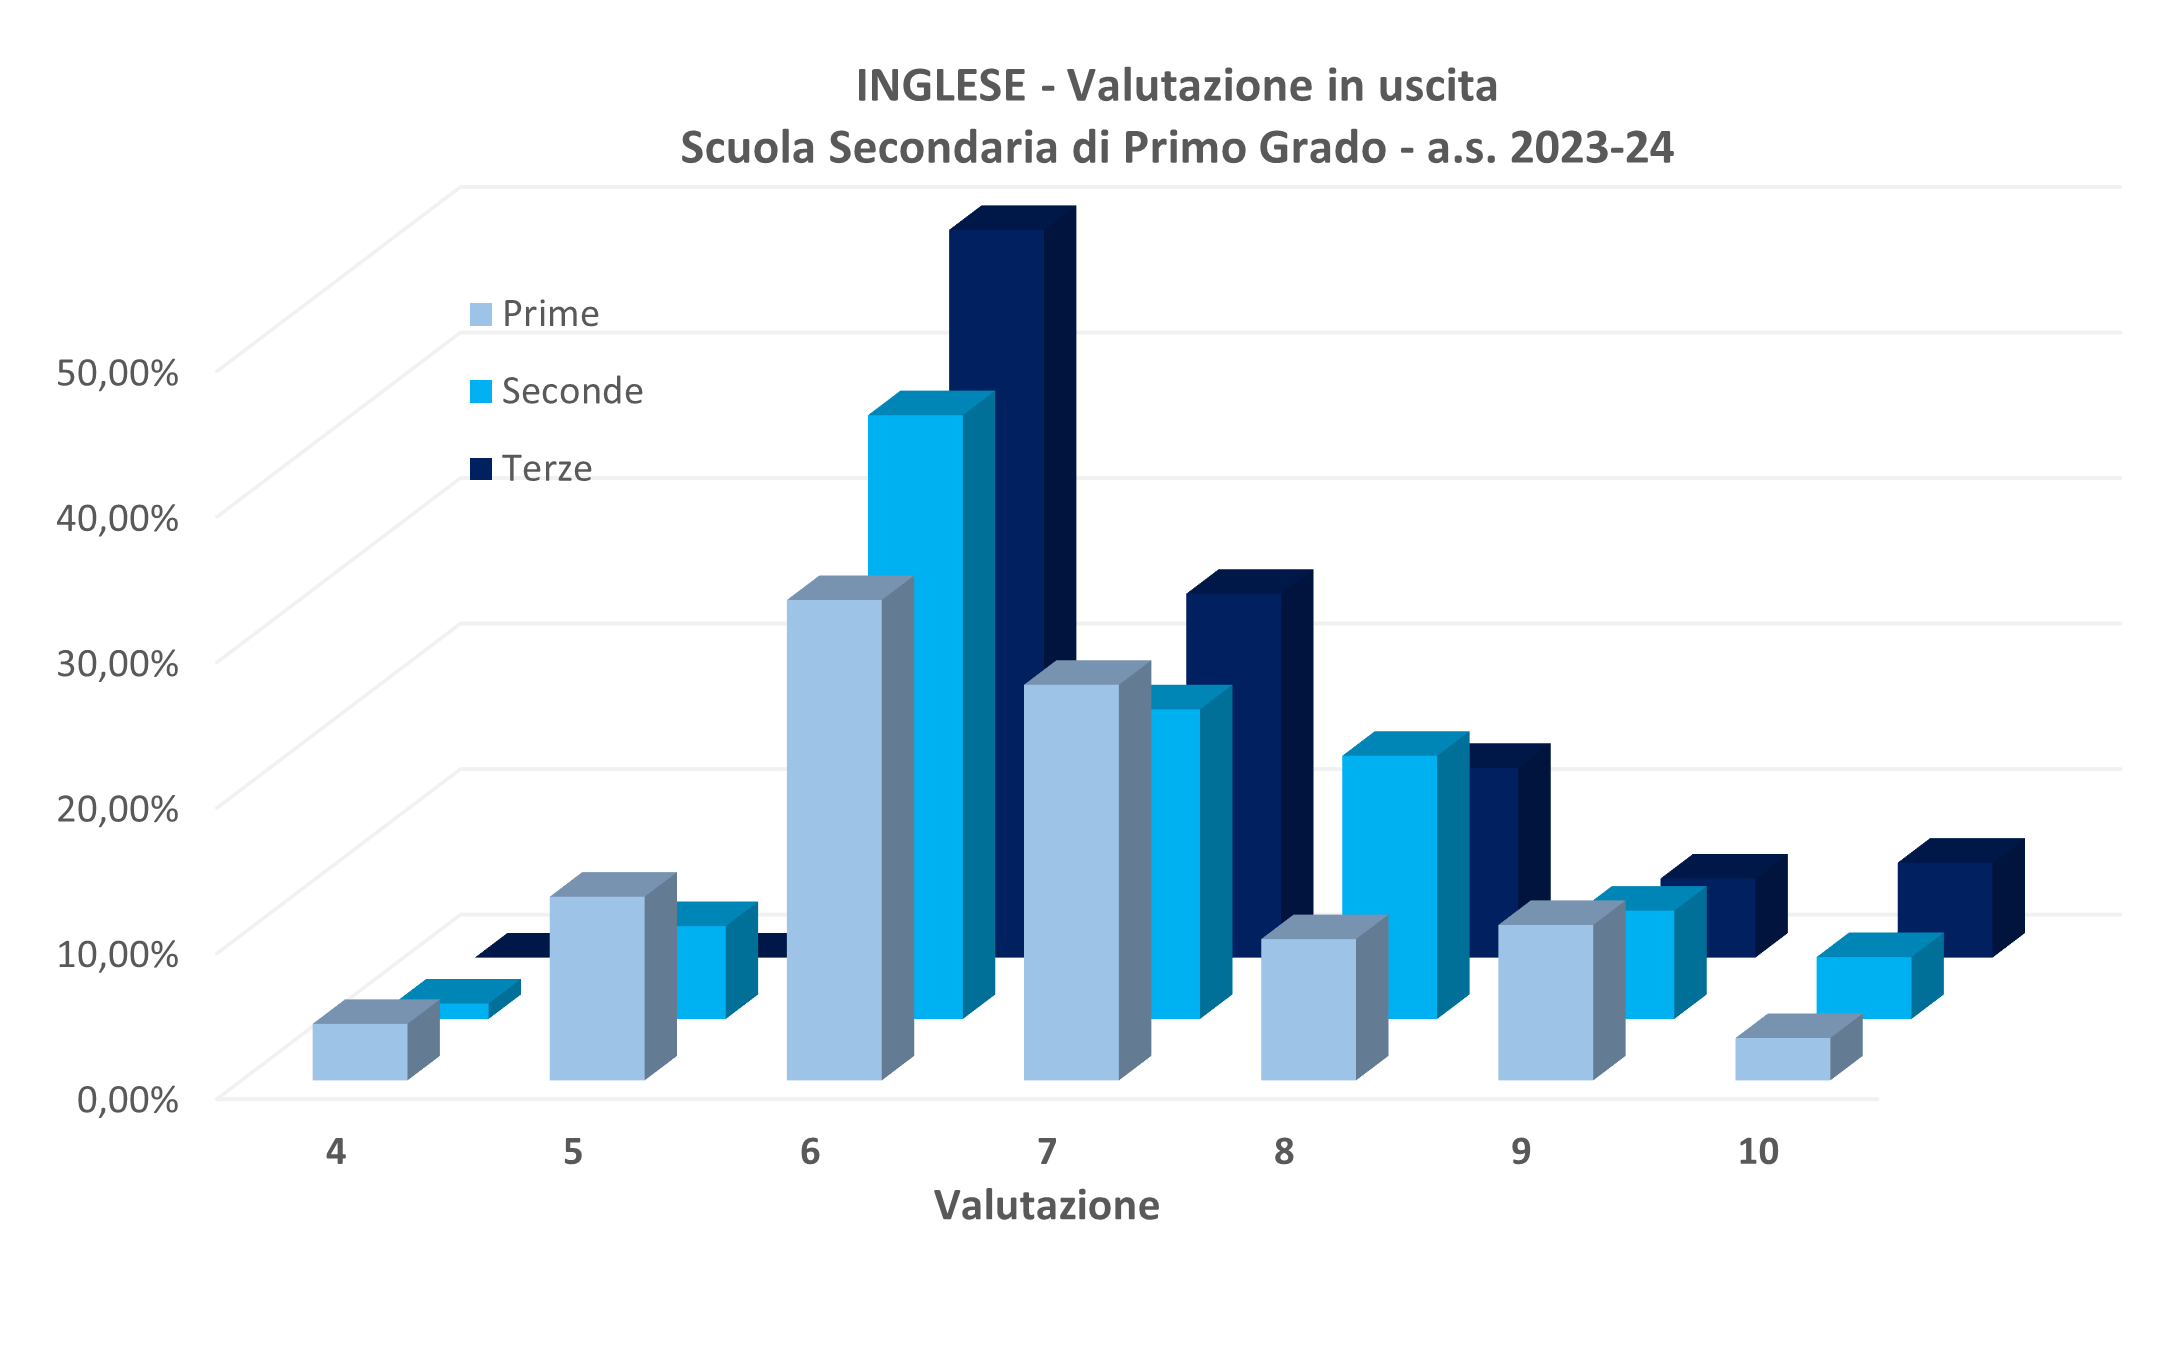 INGLESE - Valutazione in uscita
Scuola Secondaria di Primo Grado - a.s. 2023-24
Prime
Seconde
Terze
50,00%
40,00%
30,00%
20,00%
10,00%
0,00%
4 5 6 7 8 9 10
Valutazione